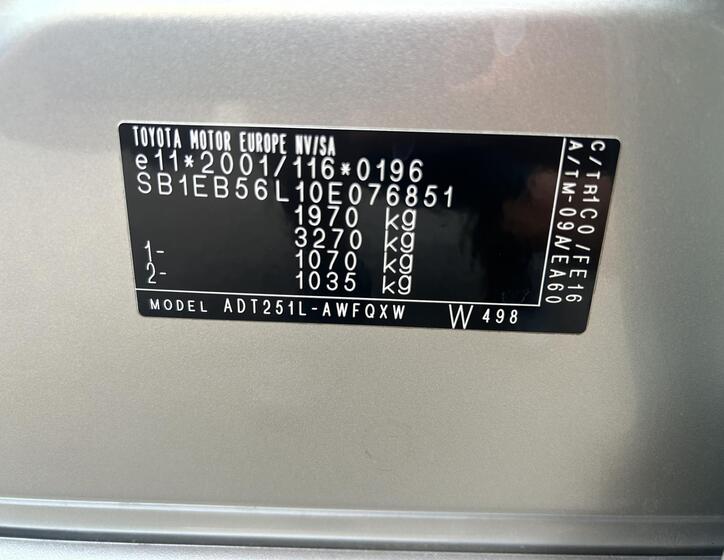 TOYOTA MOTOR EUROPE NV/SA
e11*2001/116*0196
SB1EB56L10E076851
1970 kg
3270 kg
1- 1070 kg
2- 1035 kg
MODEL ADT251L-AWFQXW W 498
C/TR1C0/FE16
A/TM-09A/EA60